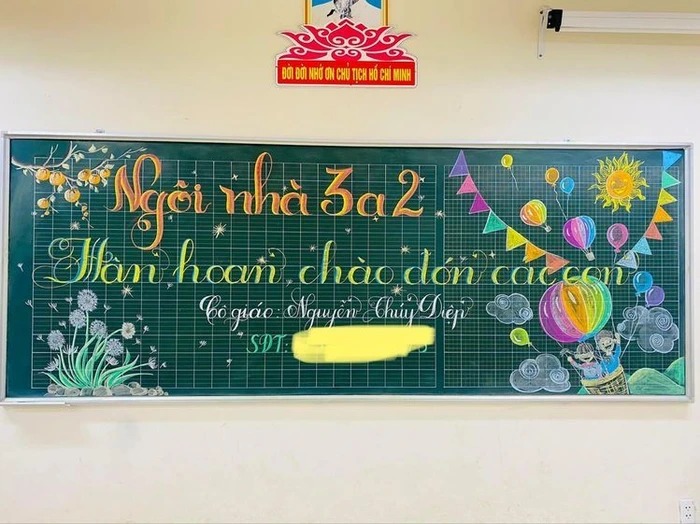 ĐỜI ĐỜI NHỚ ƠN CHỦ TỊCH HỒ CHÍ MINH
Ngôi nhà 3a2
Hân hoan chào đón các con
Cô giáo: Nguyễn Thúy Diệp
SĐT: